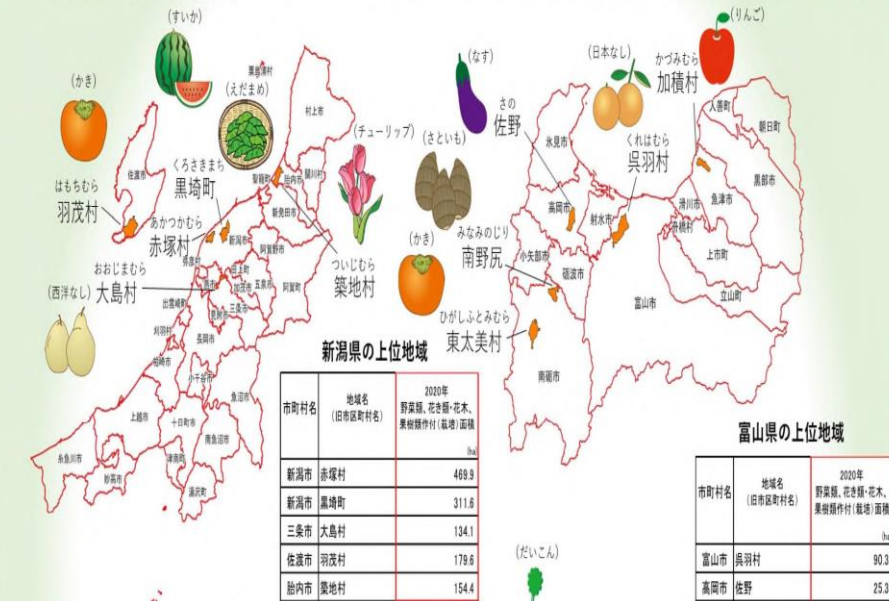 (すいか)
(かき)
(えだまめ)
(チューリップ)
はもちむら
羽茂村
くろさきまち
黒埼町
あかつかむら
赤塚村
おおじまむら
大島村
(西洋なし)
ついじむら
築地村
粟島浦村
村上市
関川村
胎内市
聖籠町
新発田市
佐渡市
新潟市
阿賀野市
五泉市
阿賀町
田上町
加茂市
三条市
燕市
弥彦村
見附市
出雲崎町
長岡市
刈羽村
柏崎市
小千谷市
魚沼市
上越市
十日町市
南魚沼市
津南町
湯沢町
糸魚川市
妙高市
(なす)
(日本なし)
(りんご)
(さといも)
(かき)
さの
佐野
かづみむら
加積村
くれはむら
呉羽村
みなみのじり
南野尻
ひがしふとみむら
東太美村
入善町
朝日町
黒部市
魚津市
滑川市
舟橋村
上市町
立山町
富山市
氷見市
高岡市
射水市
小矢部市
砺波市
南砺市
新潟県の上位地域
市町村名 地域名(旧市区町村名) 2020年野菜類、花き類・花木、果樹類作付(栽培)面積 (ha)
新潟市 赤塚村 469.9
新潟市 黒埼町 311.6
三条市 大島村 134.1
佐渡市 羽茂村 179.6
胎内市 築地村 154.4
富山県の上位地域
市町村名 地域名(旧市区町村名) 2020年野菜類、花き類・花木、果樹類作付(栽培)面積
富山市 呉羽村 90.3
高岡市 佐野 25.3
(だいこん)